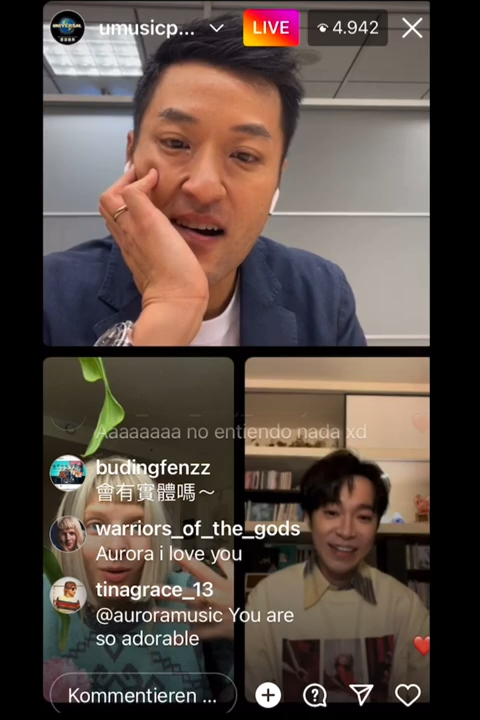 umusicp...
LIVE
4.942
Aaaaaaaa no entiendo nada xd
budingfenzz
會有實體嗎～
warriors_of_the_gods
Aurora i love you
tinagrace_13
@auroramusic You are
so adorable
Kommentieren ...